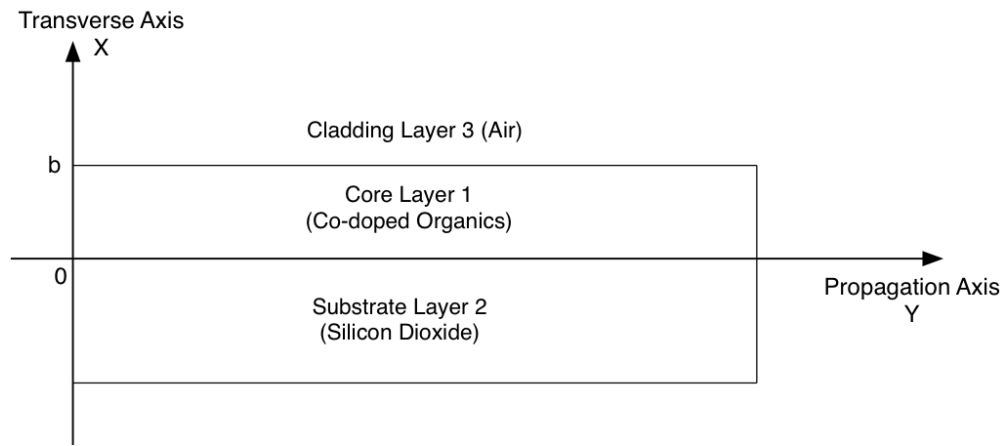 Transverse Axis
X
Cladding Layer 3 (Air)
b
Core Layer 1
(Co-doped Organics)
0
Substrate Layer 2
(Silicon Dioxide)
Propagation Axis
Y